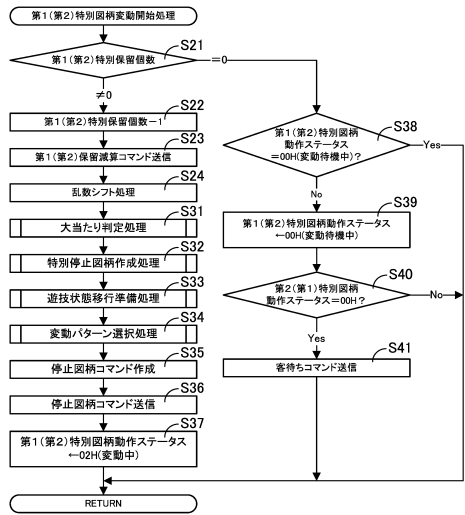 第1(第2)特別図柄変動開始処理
S21
第1(第2)特別保留個数
=0
≠0
S22
第1(第2)特別保留個数−1
S23
第1(第2)保留減算コマンド送信
S24
乱数シフト処理
S31
大当たり判定処理
S32
特別停止図柄作成処理
S33
遊技状態移行準備処理
S34
変動パターン選択処理
S35
停止図柄コマンド作成
S36
停止図柄コマンド送信
S37
第1(第2)特別図柄動作ステータス
←02H(変動中)
RETURN
S38
第1(第2)特別図柄
動作ステータス
=00H(変動待機中)?
Yes
No
S39
第1(第2)特別図柄動作ステータス
←00H(変動待機中)
S40
第2(第1)特別図柄
動作ステータス=00H?
No
Yes
S41
客待ちコマンド送信